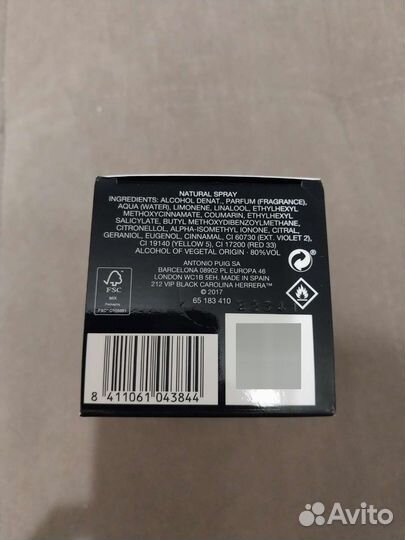 NATURAL SPRAY
INGREDIENTS: ALCOHOL DENAT., PARFUM (FRAGRANCE),
AQUA (WATER), LIMONENE, LINALOOL, ETHYLHEXYL
METHOXYCINNAMATE, COUMARIN, ETHYLHEXYL
SALICYLATE, BUTYL METHOXYDIBENZOYLMETHANE,
CITRONELLOL, ALPHA-ISOMETHYL IONONE, CITRAL,
GERANIOL, EUGENOL, CINNAMAL, CI 60730 (EXT. VIOLET 2),
CI 19140 (YELLOW 5), CI 17200 (RED 33)
ALCOHOL OF VEGETAL ORIGIN · 80%VOL
ANTONIO PUIG SA
BARCELONA 08902 PL EUROPA 46
LONDON WC1B 5EH. MADE IN SPAIN
212 VIP BLACK CAROLINA HERRERA™
© 2017
65 183 410
FSC
MIX
Packaging
8 411061 043844
Avito